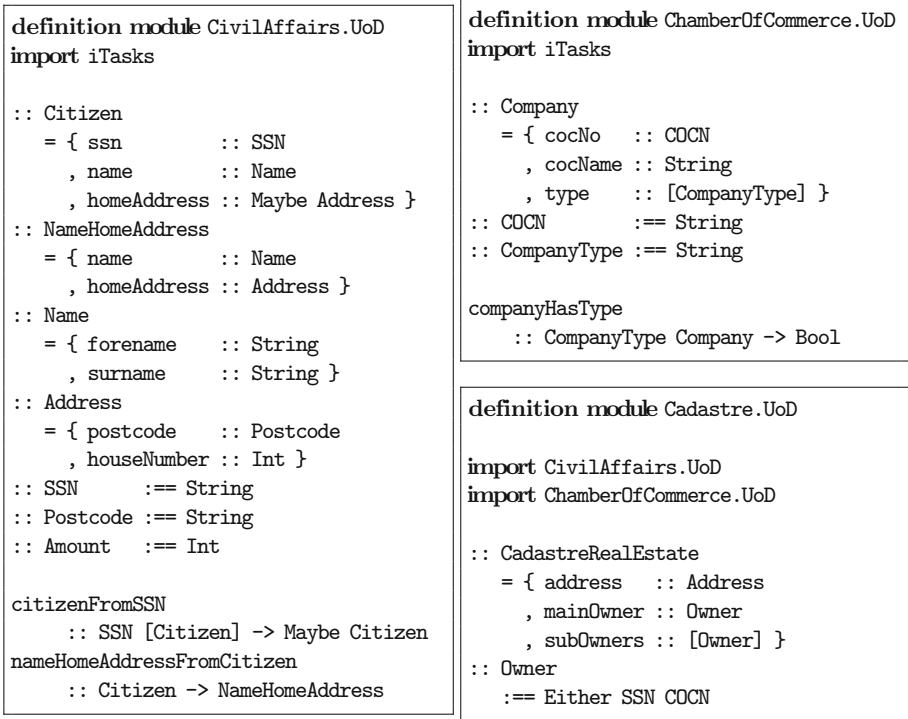 definition module CivilAffairs.UoD
import iTasks
:: Citizen
= { ssn :: SSN
, name :: Name
, homeAddress :: Maybe Address }
:: NameHomeAddress
= { name :: Name
, homeAddress :: Address }
:: Name
= { forename :: String
, surname :: String }
:: Address
= { postcode :: Postcode
, houseNumber :: Int }
:: SSN :== String
:: Postcode :== String
:: Amount :== Int
citizenFromSSN
:: SSN [Citizen] -> Maybe Citizen
nameHomeAddressFromCitizen
:: Citizen -> NameHomeAddress
definition module ChamberOfCommerce.UoD
import iTasks
:: Company
= { cocNo :: COCN
, cocName :: String
, type :: [CompanyType] }
:: COCN :== String
:: CompanyType :== String
companyHasType
:: CompanyType Company -> Bool
definition module Cadastre.UoD
import CivilAffairs.UoD
import ChamberOfCommerce.UoD
:: CadastreRealEstate
= { address :: Address
, mainOwner :: Owner
, subOwners :: [Owner] }
:: Owner
:== Either SSN COCN